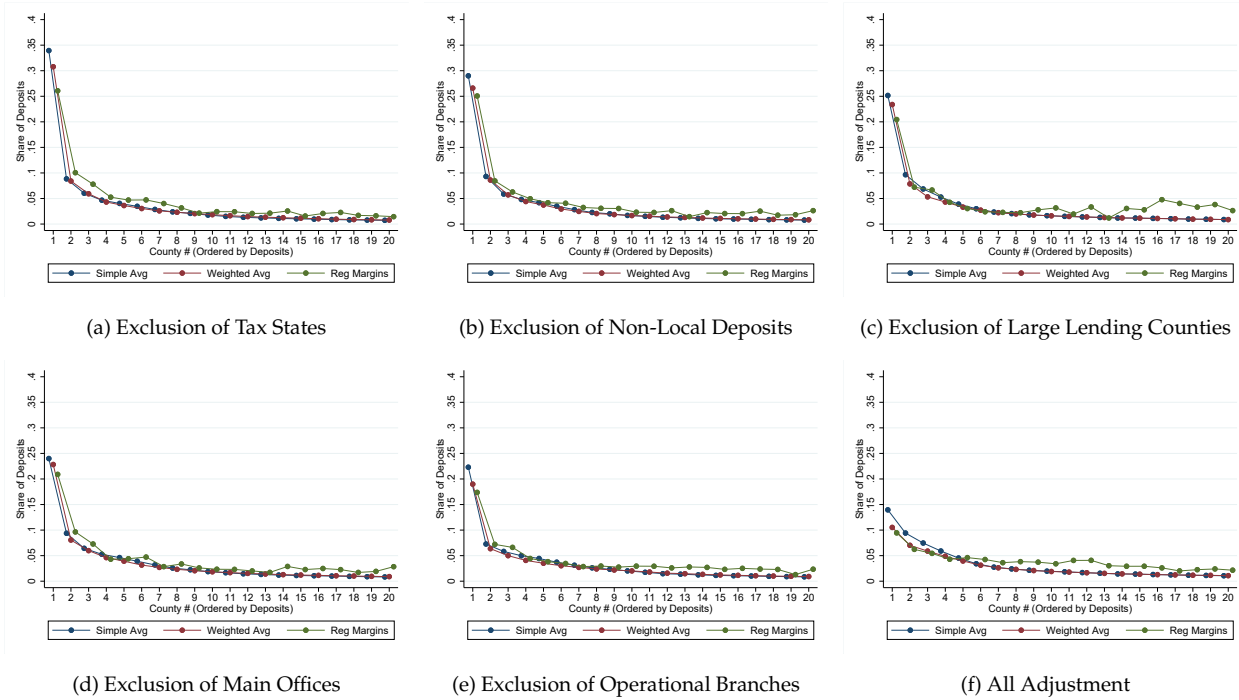 .4
.35
.3
.25
.2
.15
.1
.05
0
Share of Deposits
1 2 3 4 5 6 7 8 9 10 11 12 13 14 15 16 17 18 19 20
County # (Ordered by Deposits)
Simple Avg Weighted Avg Reg Margins
(a) Exclusion of Tax States
.4
.35
.3
.25
.2
.15
.1
.05
0
Share of Deposits
1 2 3 4 5 6 7 8 9 10 11 12 13 14 15 16 17 18 19 20
County # (Ordered by Deposits)
Simple Avg Weighted Avg Reg Margins
(b) Exclusion of Non-Local Deposits
.4
.35
.3
.25
.2
.15
.1
.05
0
Share of Deposits
1 2 3 4 5 6 7 8 9 10 11 12 13 14 15 16 17 18 19 20
County # (Ordered by Deposits)
Simple Avg Weighted Avg Reg Margins
(c) Exclusion of Large Lending Counties
.4
.35
.3
.25
.2
.15
.1
.05
0
Share of Deposits
1 2 3 4 5 6 7 8 9 10 11 12 13 14 15 16 17 18 19 20
County # (Ordered by Deposits)
Simple Avg Weighted Avg Reg Margins
(d) Exclusion of Main Offices
.4
.35
.3
.25
.2
.15
.1
.05
0
Share of Deposits
1 2 3 4 5 6 7 8 9 10 11 12 13 14 15 16 17 18 19 20
County # (Ordered by Deposits)
Simple Avg Weighted Avg Reg Margins
(e) Exclusion of Operational Branches
.4
.35
.3
.25
.2
.15
.1
.05
0
Share of Deposits
1 2 3 4 5 6 7 8 9 10 11 12 13 14 15 16 17 18 19 20
County # (Ordered by Deposits)
Simple Avg Weighted Avg Reg Margins
(f) All Adjustment